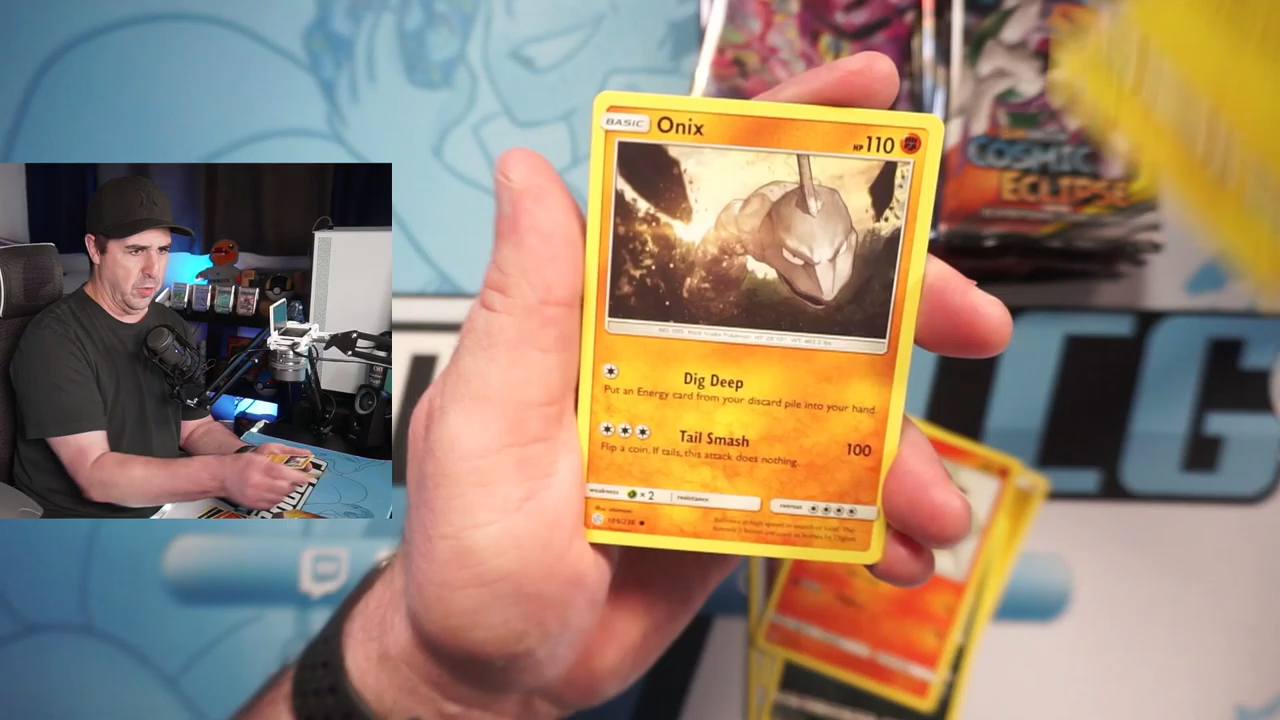 BASIC Onix HP 110
COSMIC
ECLIPSE
Dig Deep
Put an Energy card from your discard pile into your hand.
Tail Smash 100
Flip a coin. If tails, this attack does nothing.
weakness × 2 resistance retreat
CG